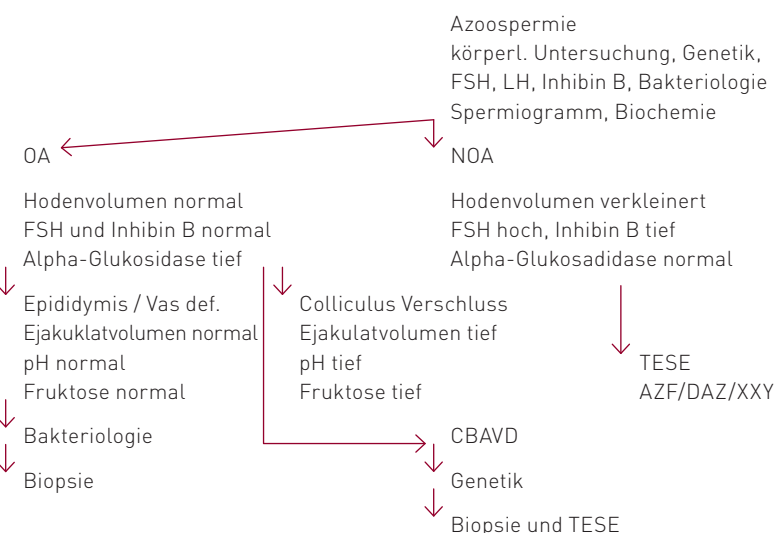 Azoospermie
körperl. Untersuchung, Genetik,
FSH, LH, Inhibin B, Bakteriologie
Spermiogramm, Biochemie
OA
NOA
Hodenvolumen normal
FSH und Inhibin B normal
Alpha-Glukosidase tief
Hodenvolumen verkleinert
FSH hoch, Inhibin B tief
Alpha-Glukosadidase normal
Epididymis / Vas def.
Ejakuklatvolumen normal
pH normal
Fruktose normal
Colliculus Verschluss
Ejakulatvolumen tief
pH tief
Fruktose tief
TESE
AZF/DAZ/XXY
Bakteriologie
Biopsie
CBAVD
Genetik
Biopsie und TESE